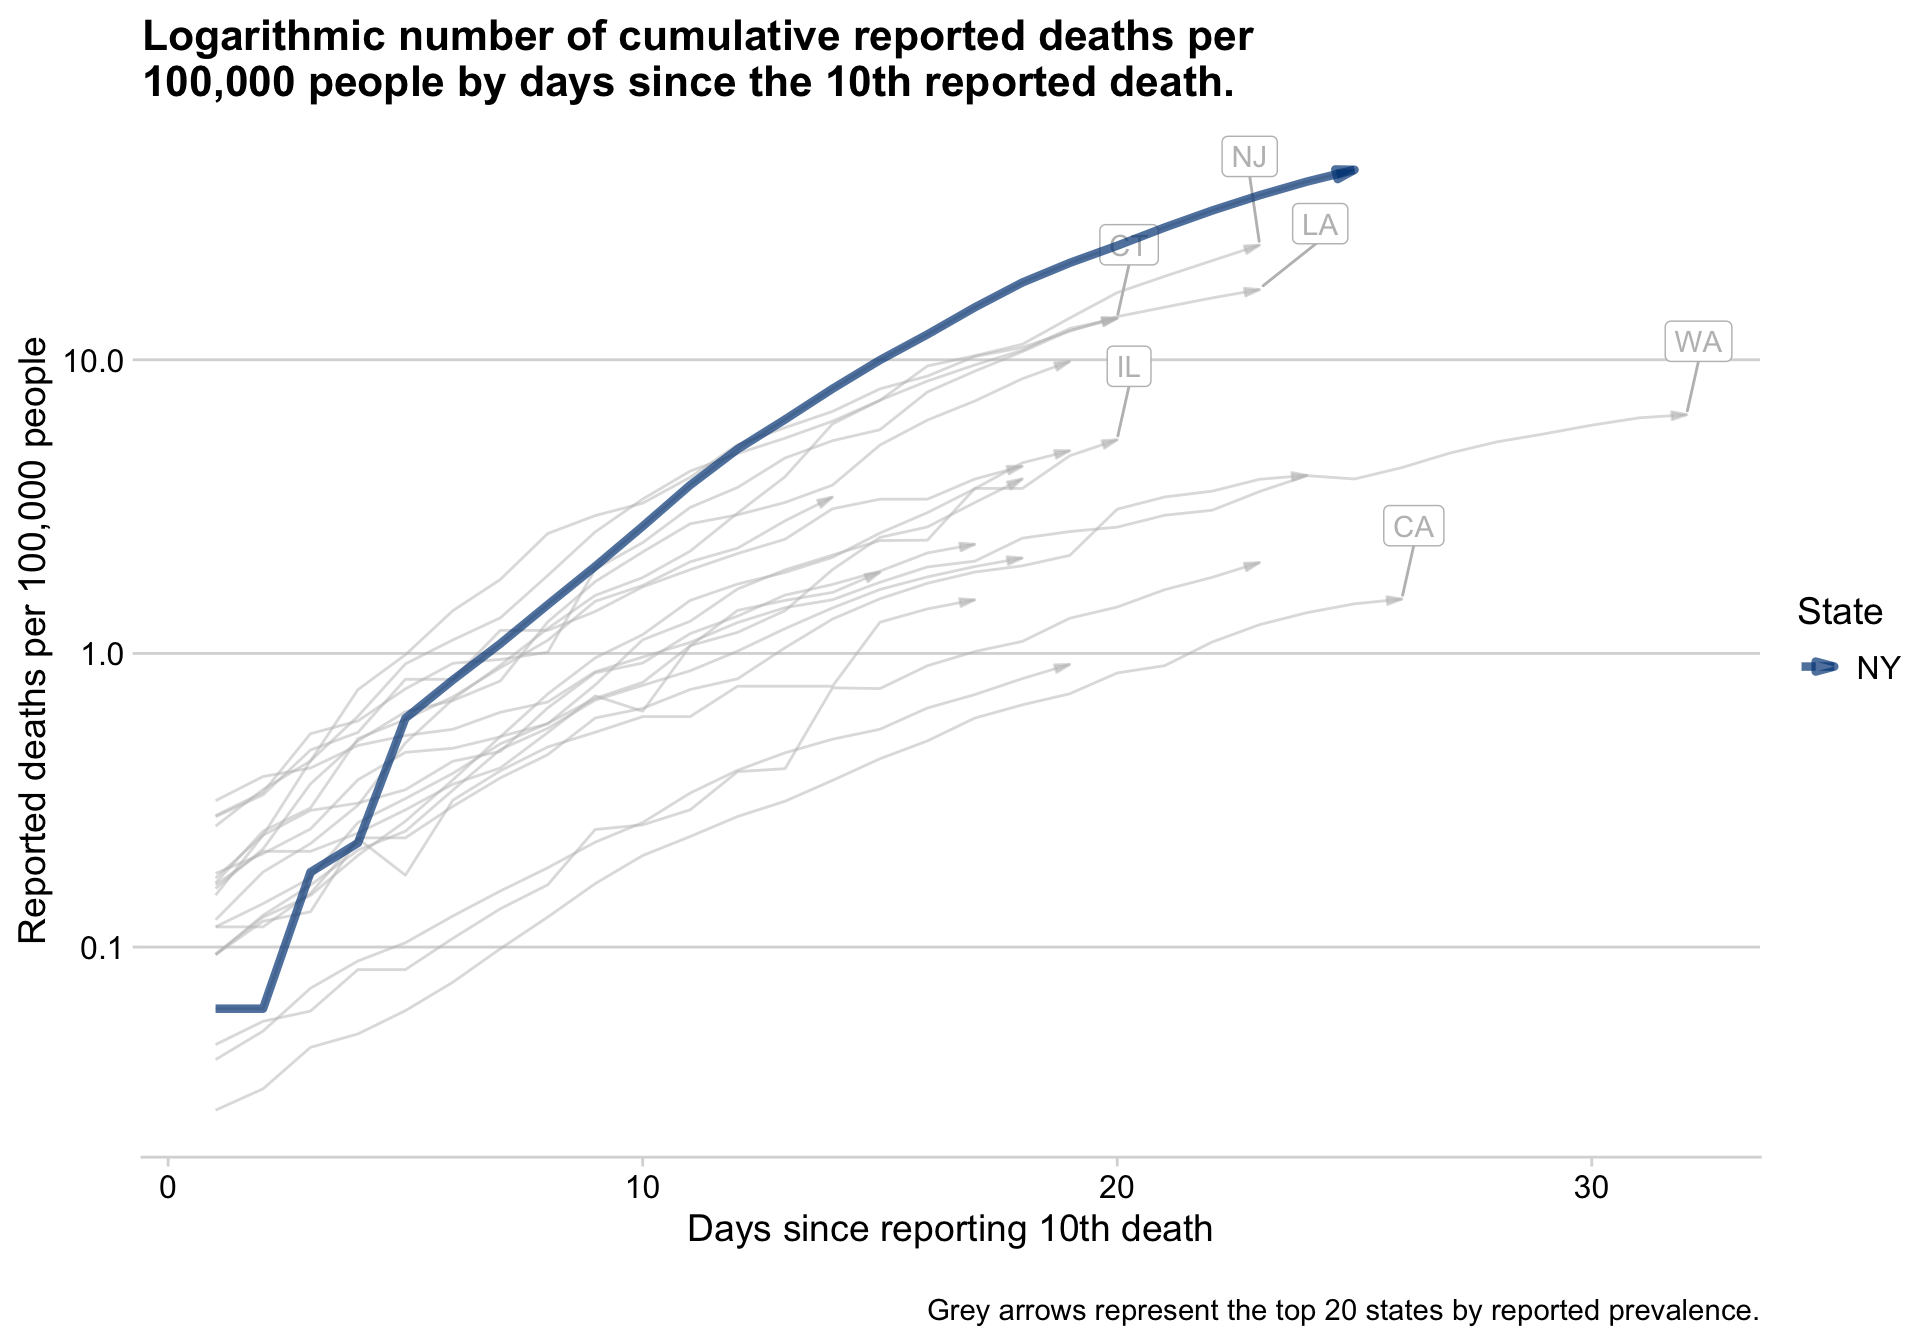 Logarithmic number of cumulative reported deaths per
100,000 people by days since the 10th reported death.
NJ
LA
CT
WA
IL
CA
Reported deaths per 100,000 people
10.0
1.0
0.1
State
NY
0 10 20 30
Days since reporting 10th death
Grey arrows represent the top 20 states by reported prevalence.